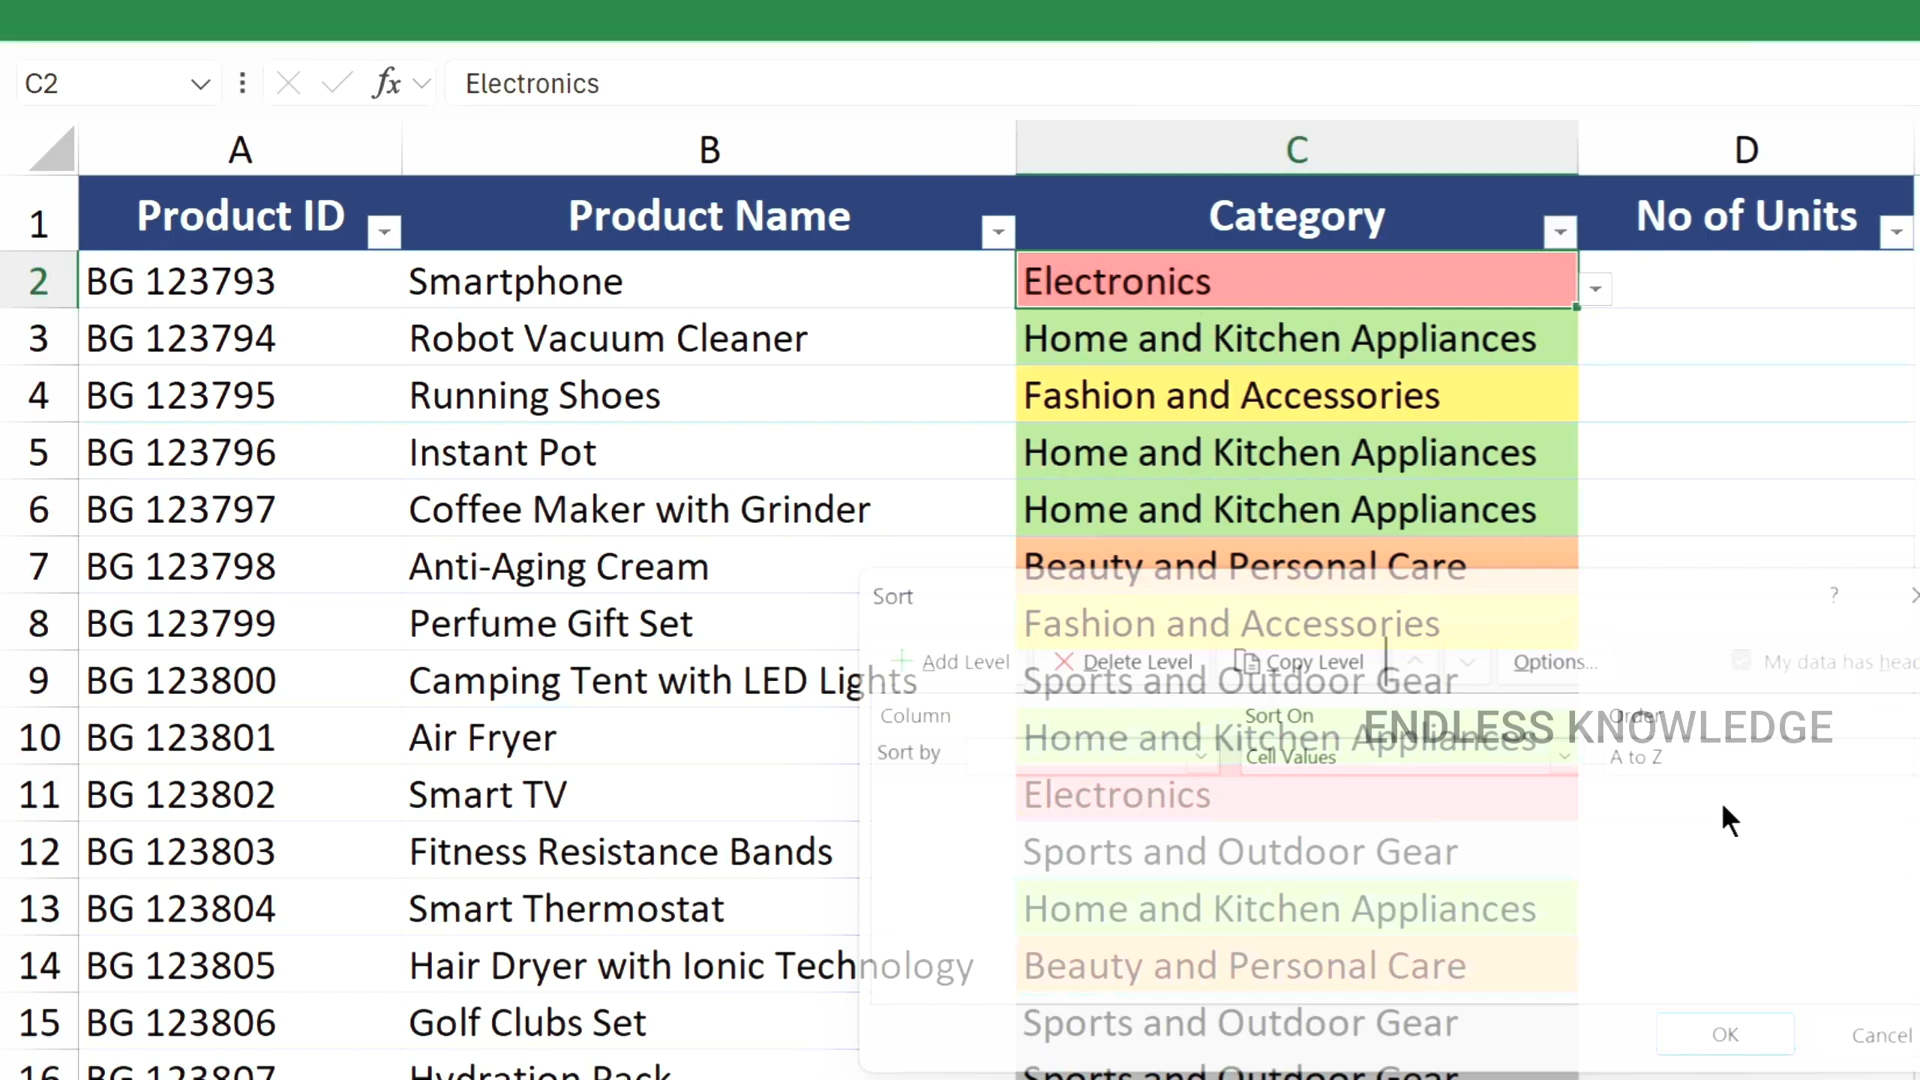 C2 fx Electronics
A B C D
1 Product ID Product Name Category No of Units
2 BG 123793 Smartphone Electronics
3 BG 123794 Robot Vacuum Cleaner Home and Kitchen Appliances
4 BG 123795 Running Shoes Fashion and Accessories
5 BG 123796 Instant Pot Home and Kitchen Appliances
6 BG 123797 Coffee Maker with Grinder Home and Kitchen Appliances
7 BG 123798 Anti-Aging Cream Beauty and Personal Care
Sort ?
8 BG 123799 Perfume Gift Set Fashion and Accessories
Add Level Delete Level Copy Level Options... My data has head
9 BG 123800 Camping Tent with LED Lights Sports and Outdoor Gear
Column Sort On Order
ENDLESS KNOWLEDGE
10 BG 123801 Air Fryer Home and Kitchen Appliances
Sort by Cell Values A to Z
11 BG 123802 Smart TV Electronics
12 BG 123803 Fitness Resistance Bands Sports and Outdoor Gear
13 BG 123804 Smart Thermostat Home and Kitchen Appliances
14 BG 123805 Hair Dryer with Ionic Technology Beauty and Personal Care
15 BG 123806 Golf Clubs Set Sports and Outdoor Gear
OK Cancel
16 BG 123807 Hydration Pack Sports and Outdoor Gear